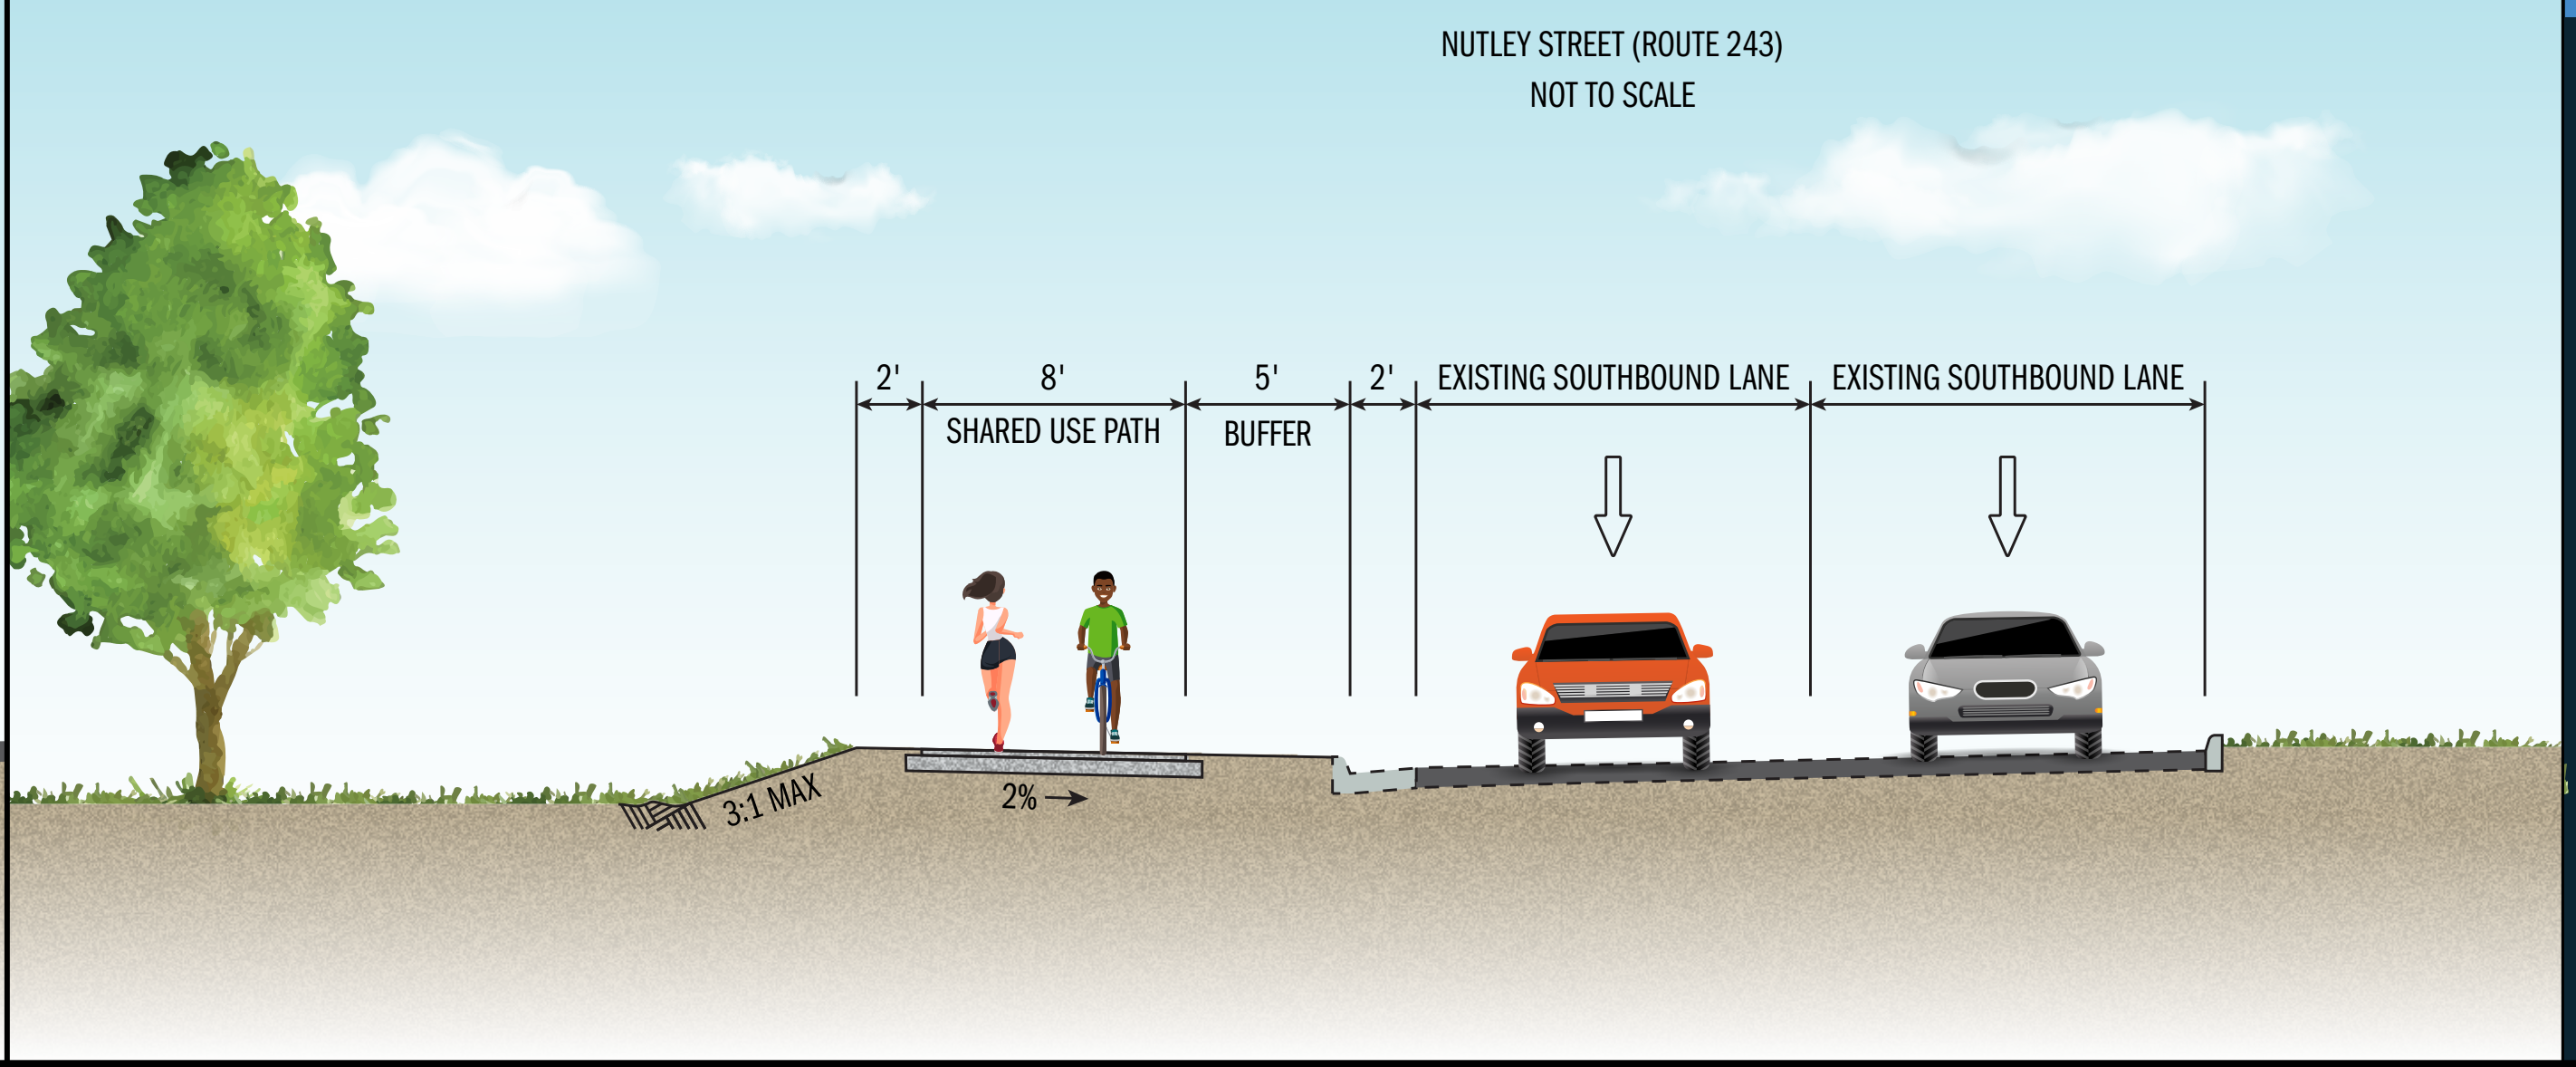 NUTLEY STREET (ROUTE 243)
NOT TO SCALE
2' 8' 5' 2' EXISTING SOUTHBOUND LANE EXISTING SOUTHBOUND LANE
SHARED USE PATH BUFFER
3:1 MAX
2%